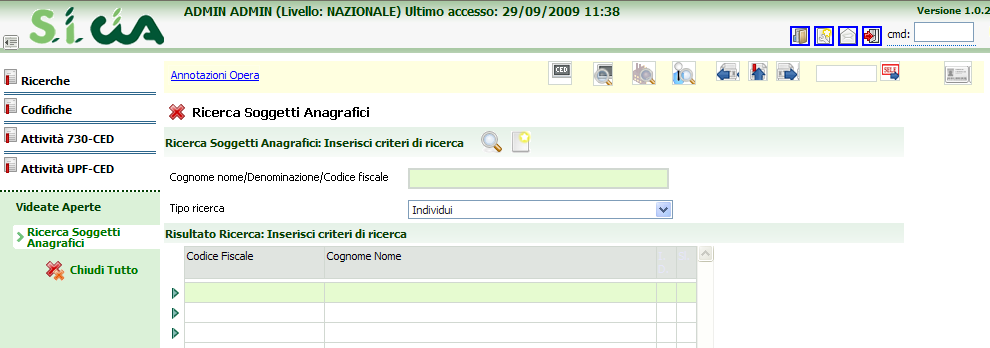 ADMIN ADMIN (Livello: NAZIONALE) Ultimo accesso: 29/09/2009 11:38
Versione 1.0.2
S.i. CIA
cmd:
Ricerche
Codifiche
Attività 730-CED
Attività UPF-CED
Videate Aperte
Ricerca Soggetti
Anagrafici
Chiudi Tutto
Annotazioni Opera
CED
SELE
Ricerca Soggetti Anagrafici
Ricerca Soggetti Anagrafici: Inserisci criteri di ricerca
Cognome nome/Denominazione/Codice fiscale
Tipo ricerca
Individui
Risultato Ricerca: Inserisci criteri di ricerca
Codice Fiscale
Cognome Nome